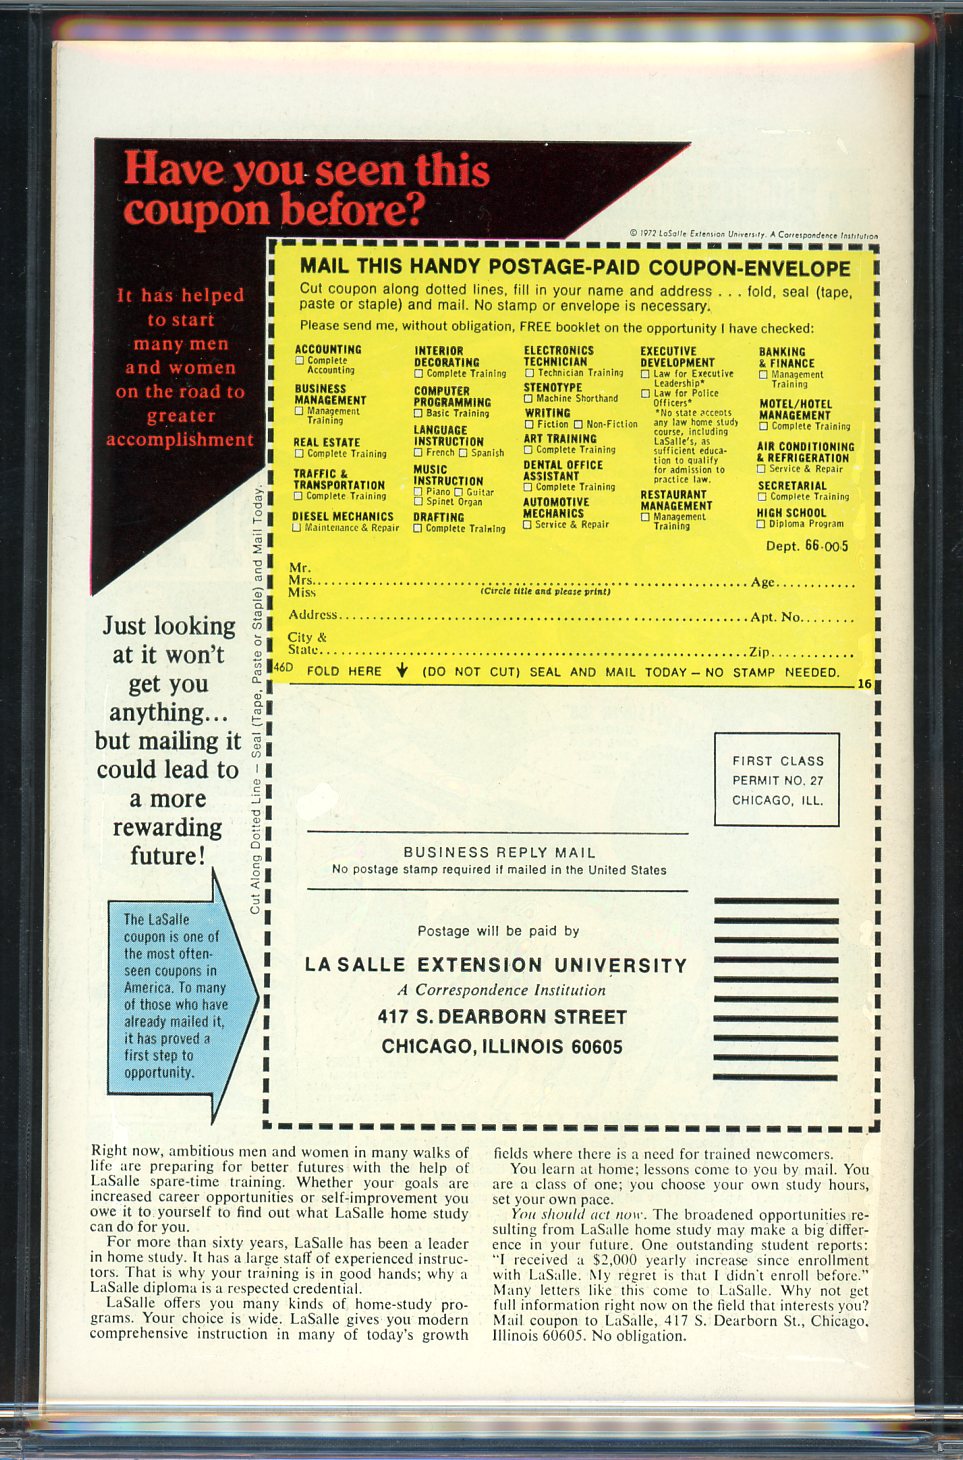 Have you seen this
coupon before?
© 1972 LaSalle Extension University. A Correspondence Institution
It has helped
to start
many men
and women
on the road to
greater
accomplishment
MAIL THIS HANDY POSTAGE-PAID COUPON-ENVELOPE
Cut coupon along dotted lines, fill in your name and address . . . fold, seal (tape,
paste or staple) and mail. No stamp or envelope is necessary.
Please send me, without obligation, FREE booklet on the opportunity I have checked:
ACCOUNTING
☐ Complete
Accounting
BUSINESS
MANAGEMENT
☐ Management
Training
REAL ESTATE
☐ Complete Training
TRAFFIC &
TRANSPORTATION
☐ Complete Training
DIESEL MECHANICS
☐ Maintenance & Repair
INTERIOR
DECORATING
☐ Complete Training
COMPUTER
PROGRAMMING
☐ Basic Training
LANGUAGE
INSTRUCTION
☐ French ☐ Spanish
MUSIC
INSTRUCTION
☐ Piano ☐ Guitar
☐ Spinet Organ
DRAFTING
☐ Complete Training
ELECTRONICS
TECHNICIAN
☐ Technician Training
STENOTYPE
☐ Machine Shorthand
WRITING
☐ Fiction ☐ Non-Fiction
ART TRAINING
☐ Complete Training
DENTAL OFFICE
ASSISTANT
☐ Complete Training
AUTOMOTIVE
MECHANICS
☐ Service & Repair
EXECUTIVE
DEVELOPMENT
☐ Law for Executive
Leadership*
☐ Law for Police
Officers*
*No state accepts
any law home study
course, including
LaSalle's, as
sufficient educa-
tion to qualify
for admission to
practice law.
RESTAURANT
MANAGEMENT
☐ Management
Training
BANKING
& FINANCE
☐ Management
Training
MOTEL/HOTEL
MANAGEMENT
☐ Complete Training
AIR CONDITIONING
& REFRIGERATION
☐ Service & Repair
SECRETARIAL
☐ Complete Training
HIGH SCHOOL
☐ Diploma Program
Dept. 66-005
Mr.
Mrs. Age
Miss (Circle title and please print)
Address Apt. No.
City &
State Zip
46D FOLD HERE ↓ (DO NOT CUT) SEAL AND MAIL TODAY — NO STAMP NEEDED.
16
Cut Along Dotted Line — Seal (Tape, Paste or Staple) and Mail Today.
Just looking
at it won't
get you
anything...
but mailing it
could lead to
a more
rewarding
future!
FIRST CLASS
PERMIT NO. 27
CHICAGO, ILL.
BUSINESS REPLY MAIL
No postage stamp required if mailed in the United States
Postage will be paid by
LA SALLE EXTENSION UNIVERSITY
A Correspondence Institution
417 S. DEARBORN STREET
CHICAGO, ILLINOIS 60605
The LaSalle
coupon is one of
the most often-
seen coupons in
America. To many
of those who have
already mailed it,
it has proved a
first step to
opportunity.
Right now, ambitious men and women in many walks of
life are preparing for better futures with the help of
LaSalle spare-time training. Whether your goals are
increased career opportunities or self-improvement you
owe it to yourself to find out what LaSalle home study
can do for you.
For more than sixty years, LaSalle has been a leader
in home study. It has a large staff of experienced instruc-
tors. That is why your training is in good hands; why a
LaSalle diploma is a respected credential.
LaSalle offers you many kinds of home-study pro-
grams. Your choice is wide. LaSalle gives you modern
comprehensive instruction in many of today's growth
fields where there is a need for trained newcomers.
You learn at home; lessons come to you by mail. You
are a class of one; you choose your own study hours,
set your own pace.
You should act now. The broadened opportunities re-
sulting from LaSalle home study may make a big differ-
ence in your future. One outstanding student reports:
"I received a $2,000 yearly increase since enrollment
with LaSalle. My regret is that I didn't enroll before."
Many letters like this come to LaSalle. Why not get
full information right now on the field that interests you?
Mail coupon to LaSalle, 417 S. Dearborn St., Chicago,
Illinois 60605. No obligation.